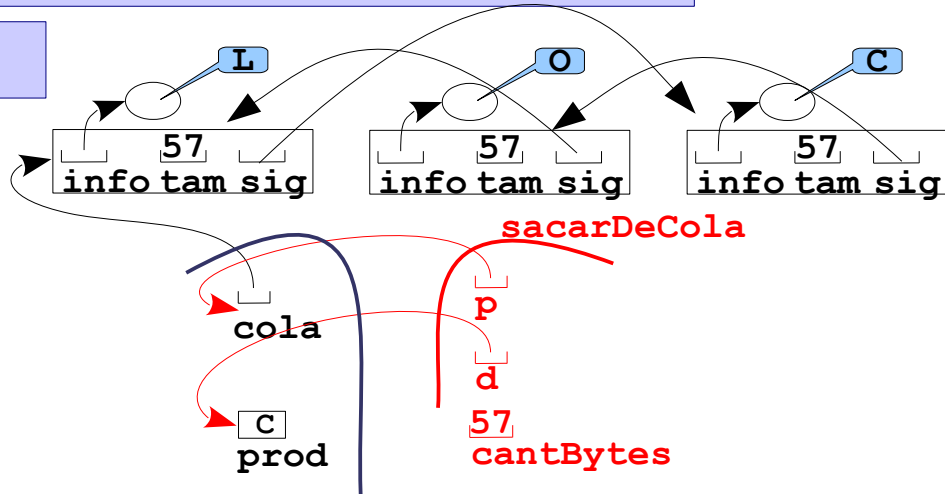 L O C
57 57 57
info tam sig info tam sig info tam sig
sacarDeCola
p
cola
d
C 57
prod cantBytes